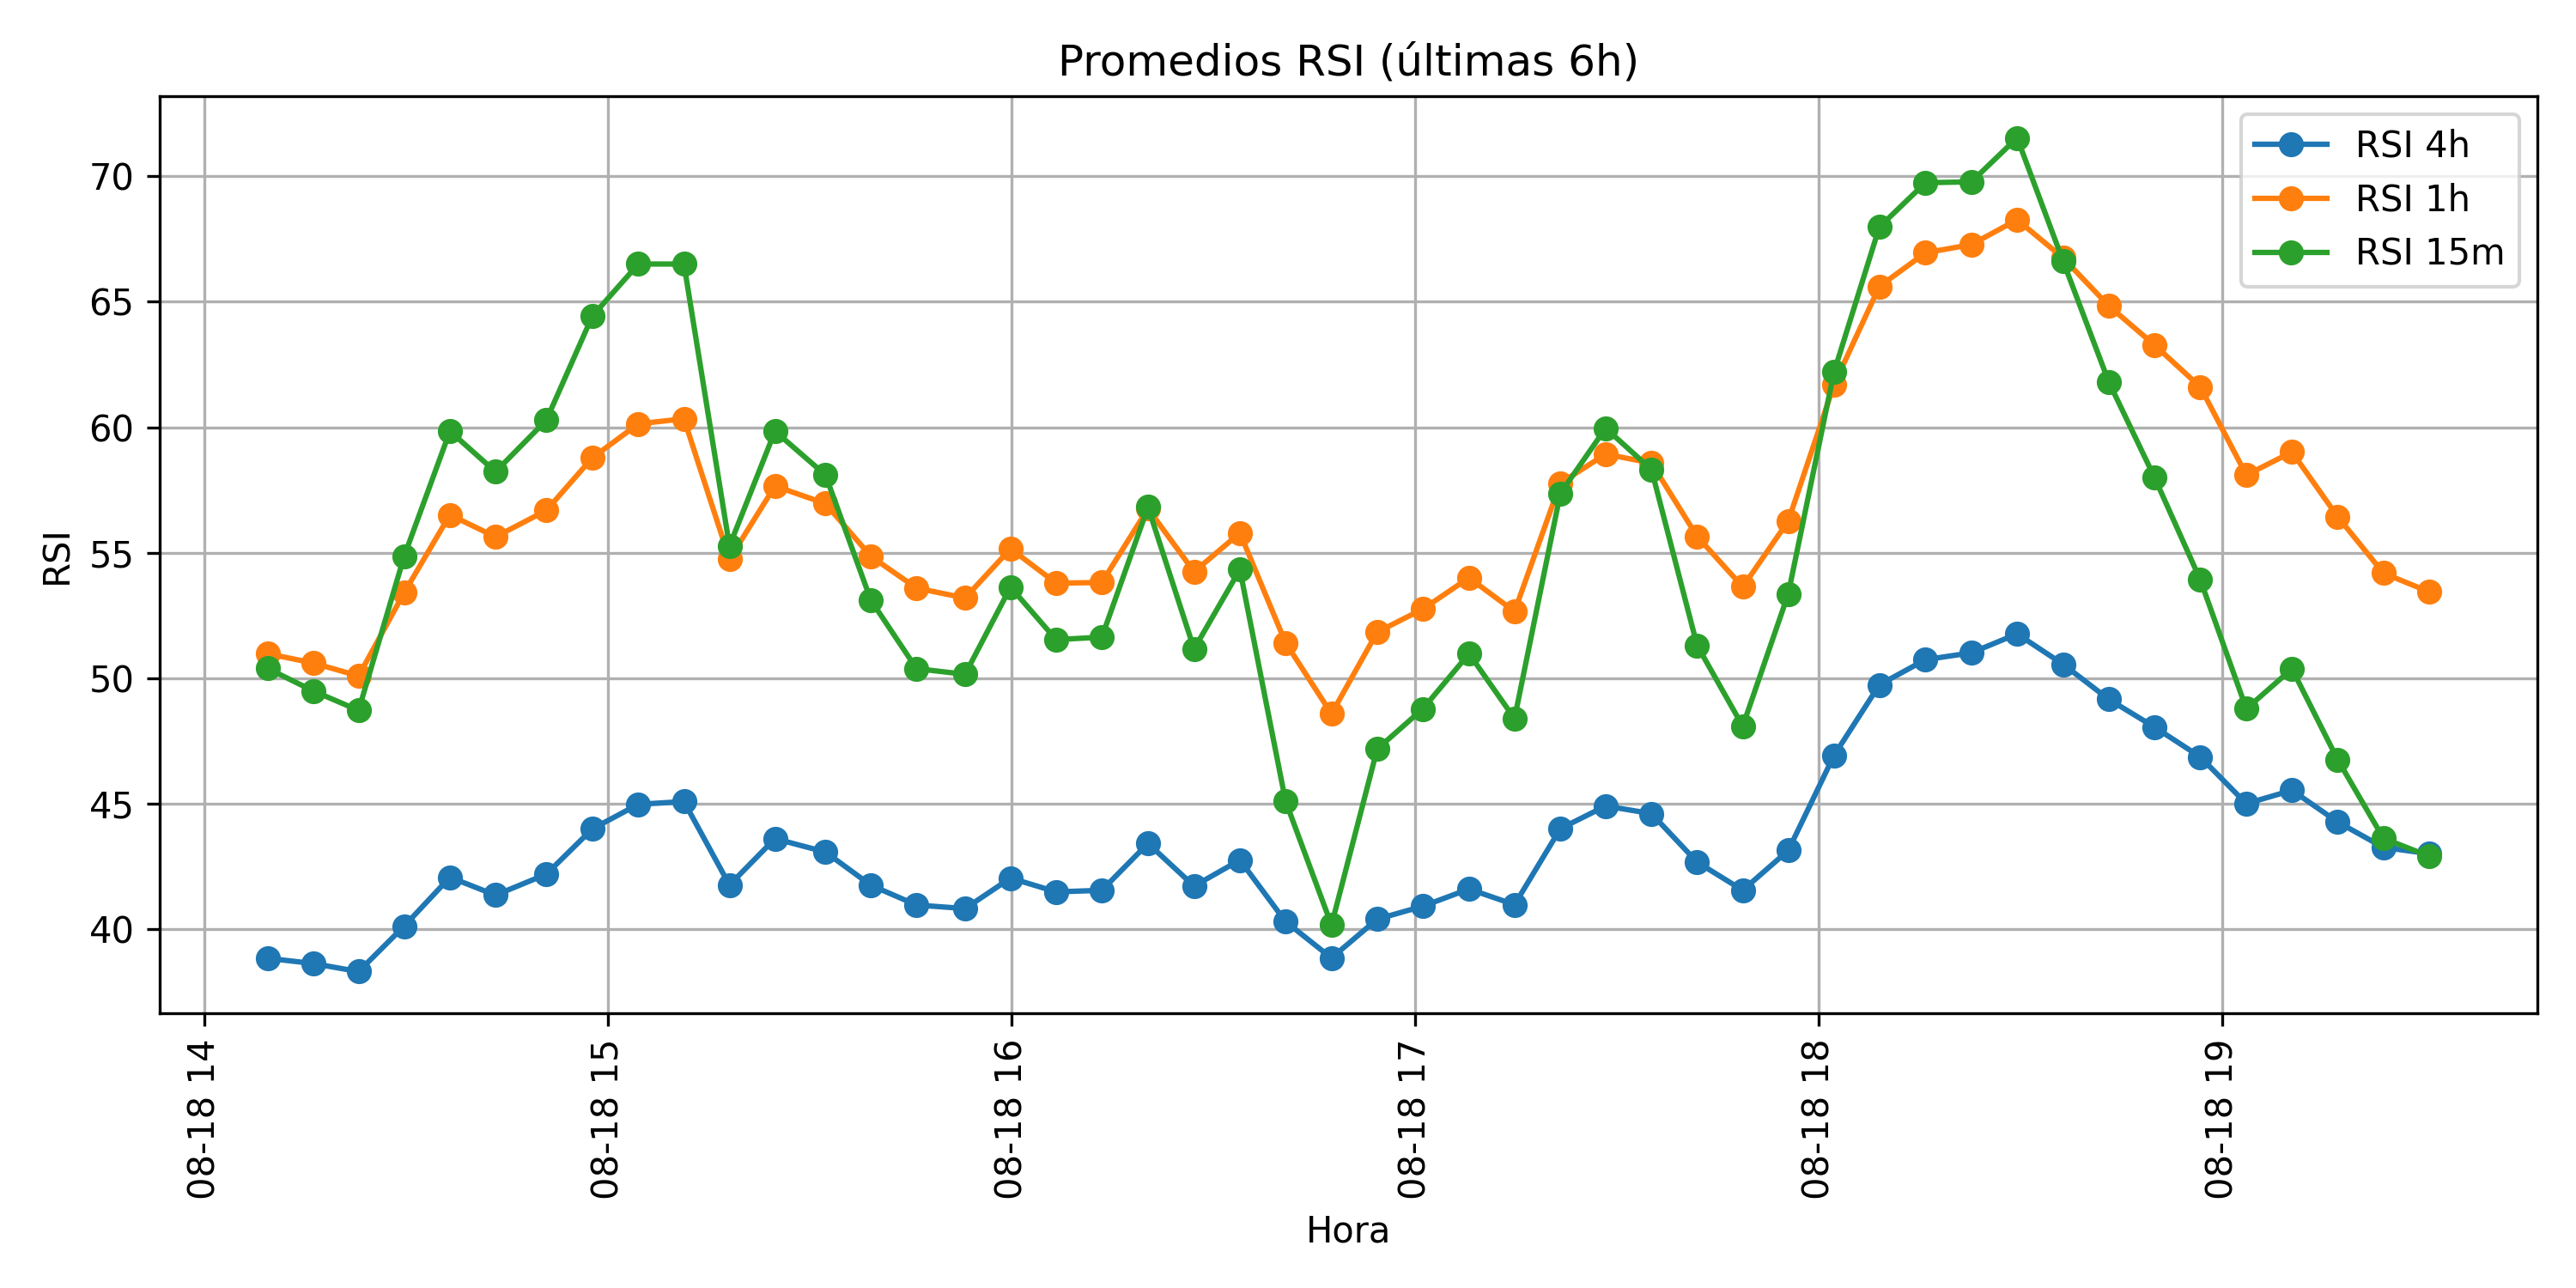 Promedios RSI (últimas 6h)
RSI 4h
RSI 1h
RSI 15m
RSI
70
65
60
55
50
45
40
08-18 14
08-18 15
08-18 16
08-18 17
08-18 18
08-18 19
Hora